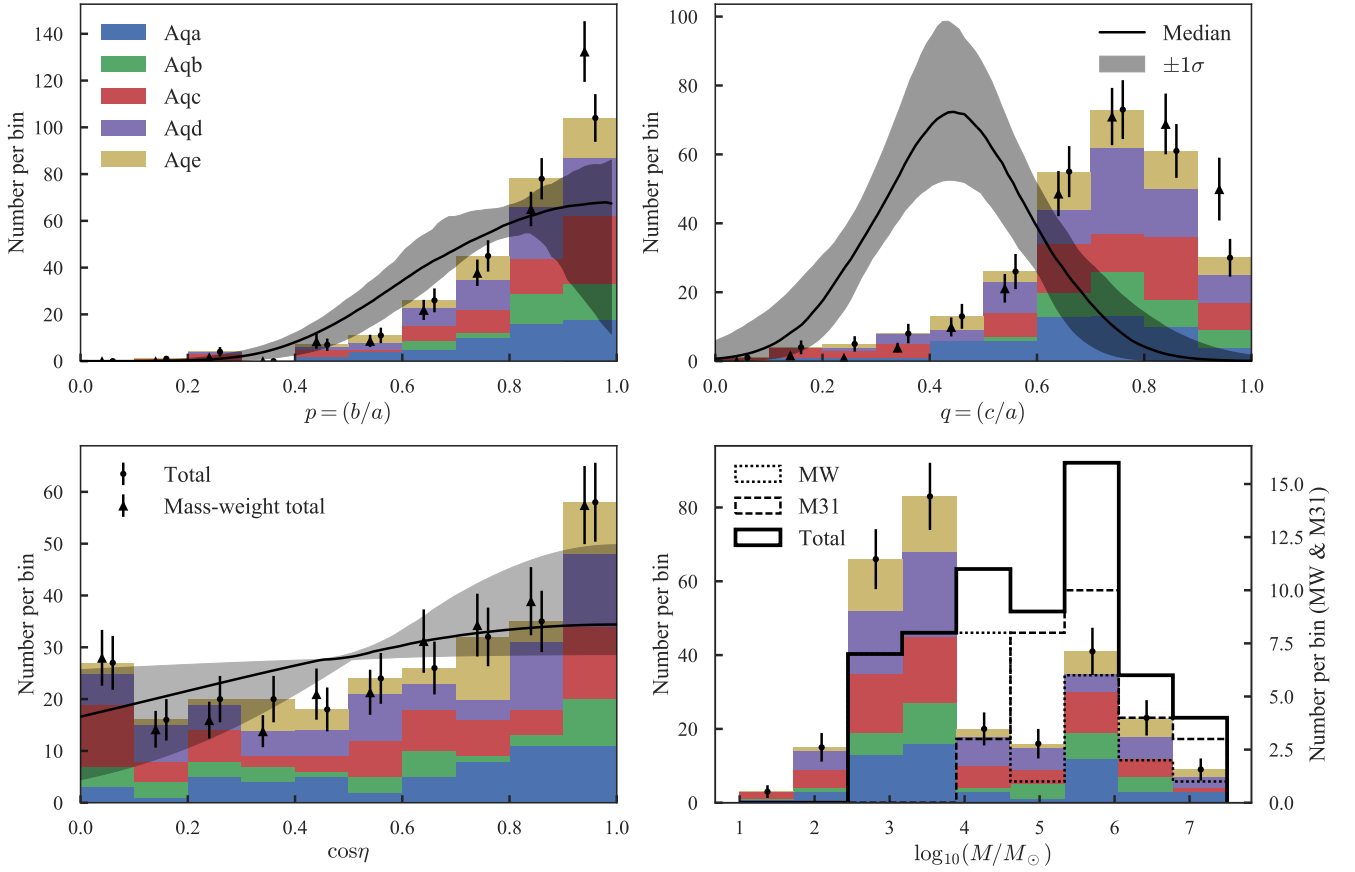 140
120
100
80
60
40
20
0
Number per bin
Aqa
Aqb
Aqc
Aqd
Aqe
0.0 0.2 0.4 0.6 0.8 1.0
p = (b/a)
100
80
60
40
20
0
Number per bin
Median
±1σ
0.0 0.2 0.4 0.6 0.8 1.0
q = (c/a)
60
50
40
30
20
10
0
Number per bin
Total
Mass-weight total
0.0 0.2 0.4 0.6 0.8 1.0
cosη
80
60
40
20
0
Number per bin
MW
M31
Total
15.0
12.5
10.0
7.5
5.0
2.5
0.0
Number per bin (MW & M31)
1 2 3 4 5 6 7
log₁₀(M/M⊙)